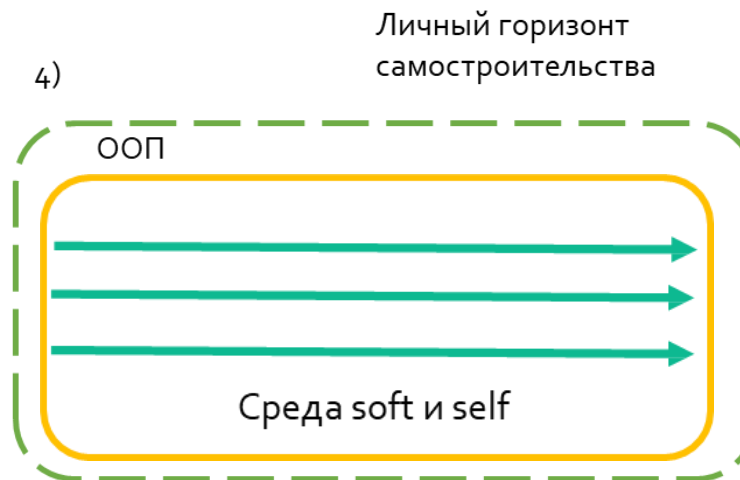 Личный горизонт
самостроительства
4)
ООП
Среда soft и self